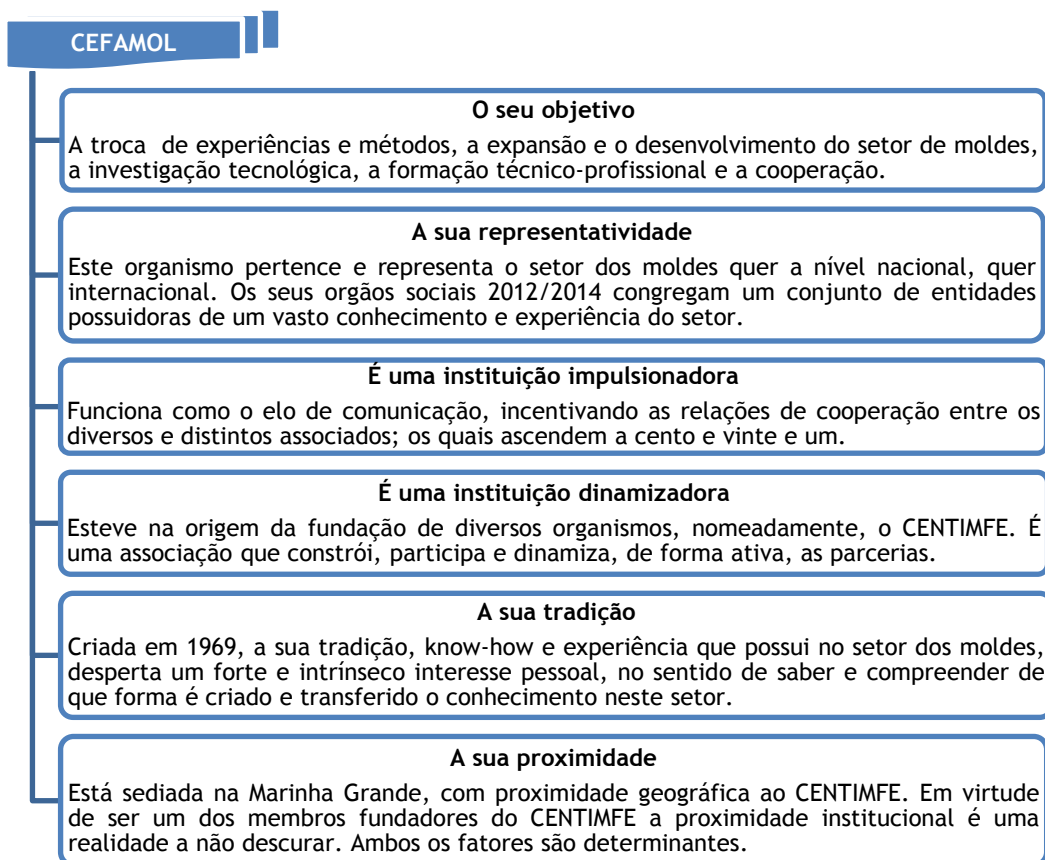 CEFAMOL
O seu objetivo
A troca de experiências e métodos, a expansão e o desenvolvimento do setor de moldes,
a investigação tecnológica, a formação técnico-profissional e a cooperação.
A sua representatividade
Este organismo pertence e representa o setor dos moldes quer a nível nacional, quer
internacional. Os seus orgãos sociais 2012/2014 congregam um conjunto de entidades
possuidoras de um vasto conhecimento e experiência do setor.
É uma instituição impulsionadora
Funciona como o elo de comunicação, incentivando as relações de cooperação entre os
diversos e distintos associados; os quais ascendem a cento e vinte e um.
É uma instituição dinamizadora
Esteve na origem da fundação de diversos organismos, nomeadamente, o CENTIMFE. É
uma associação que constrói, participa e dinamiza, de forma ativa, as parcerias.
A sua tradição
Criada em 1969, a sua tradição, know-how e experiência que possui no setor dos moldes,
desperta um forte e intrínseco interesse pessoal, no sentido de saber e compreender de
que forma é criado e transferido o conhecimento neste setor.
A sua proximidade
Está sediada na Marinha Grande, com proximidade geográfica ao CENTIMFE. Em virtude
de ser um dos membros fundadores do CENTIMFE a proximidade institucional é uma
realidade a não descurar. Ambos os fatores são determinantes.